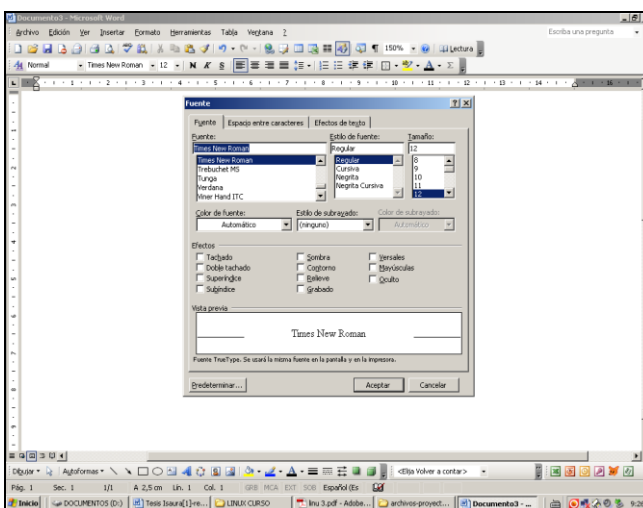 Documento3 - Microsoft Word
Archivo Edición Ver Insertar Formato Herramientas Tabla Ventana ?
Escriba una pregunta
150% Lectura
Normal Times New Roman 12 N K S
Fuente
Fuente Espacio entre caracteres Efectos de texto
Fuente: Estilo de fuente: Tamaño:
Times New Roman Regular 12
Times New Roman Regular 8
Trebuchet MS Cursiva 9
Tunga Negrita 10
Verdana Negrita Cursiva 11
Viner Hand ITC 12
Color de fuente: Estilo de subrayado: Color de subrayado:
Automático (ninguno) Automático
Efectos
Tachado Sombra Versales
Doble tachado Contorno Mayúsculas
Superíndice Relieve Oculto
Subíndice Grabado
Vista previa
Times New Roman
Fuente TrueType. Se usará la misma fuente en la pantalla y en la impresora.
Predeterminar... Aceptar Cancelar
Dibujar Autoformas <Elija Volver a contar>
Pág. 1 Sec. 1 1/1 A 2,5 cm Lín. 1 Col. 1 GRB MCA EXT SOB Español (Es
Inicio DOCUMENTOS (D:) Tesis Isaura[1]-re... LINUX CURSO linu 3.pdf - Adobe... archivos-proyect... Documento3 - ...